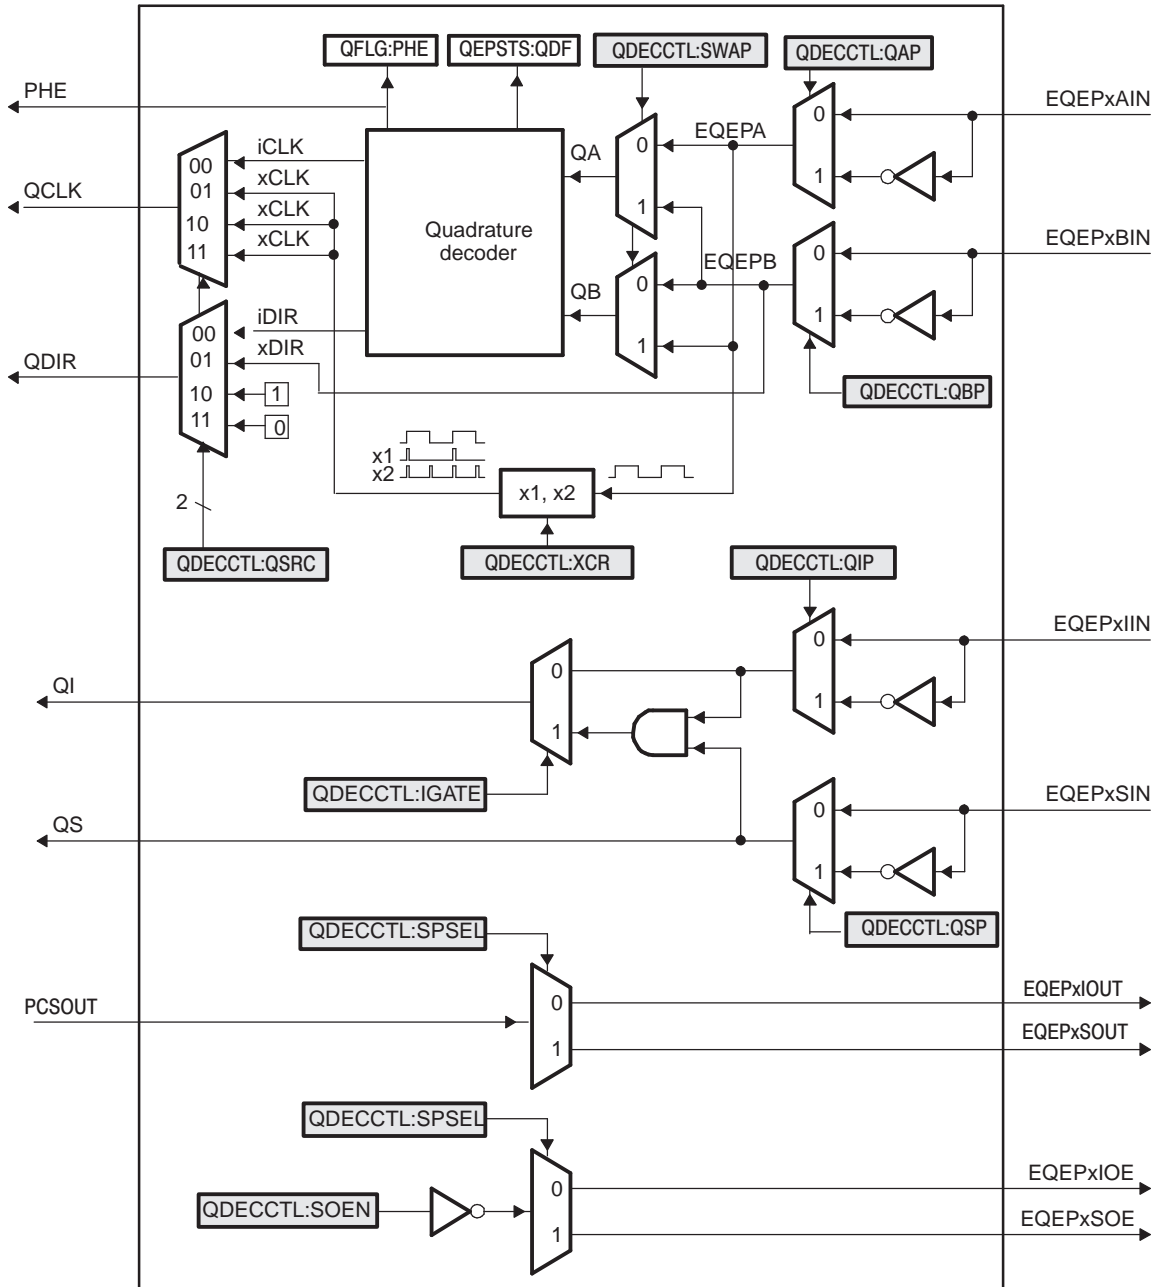 QFLG:PHE
QEPSTS:QDF
QDECCTL:SWAP
QDECCTL:QAP
PHE
EQEPxAIN
0
EQEPA
iCLK
QA
0
00
xCLK
01
1
QCLK
xCLK
1
10
xCLK
11
Quadrature
decoder
EQEPxBIN
0
EQEPB
QB
0
iDIR
1
00
xDIR
1
01
QDIR
10
1
QDECCTL:QBP
11
0
x1
x2
x1, x2
2
QDECCTL:QSRC
QDECCTL:XCR
QDECCTL:QIP
EQEPxIIN
0
0
QI
1
1
QDECCTL:IGATE
EQEPxSIN
0
QS
1
QDECCTL:SPSEL
QDECCTL:QSP
PCSOUT
0
EQEPxIOUT
1
EQEPxSOUT
QDECCTL:SPSEL
0
EQEPxIOE
QDECCTL:SOEN
1
EQEPxSOE